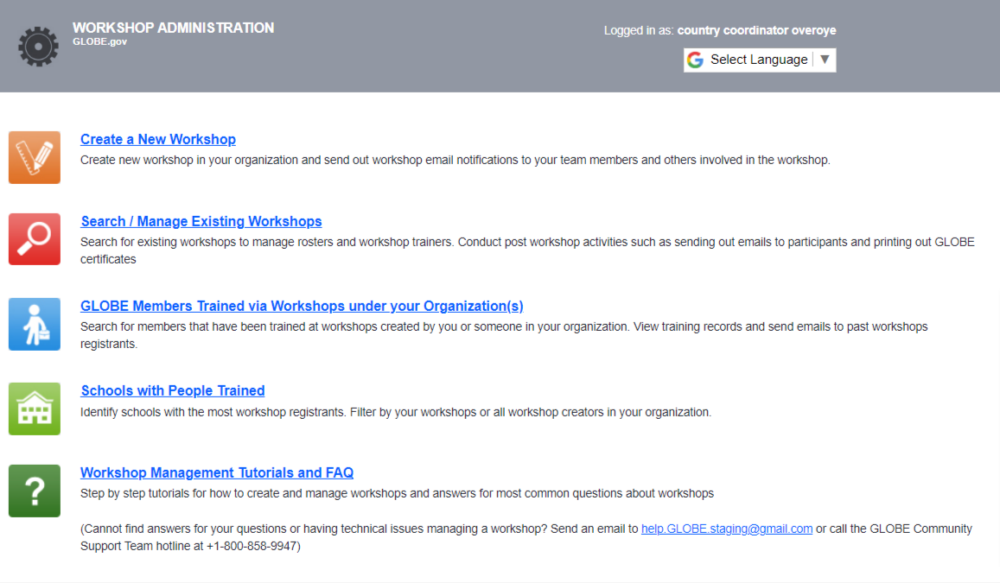 WORKSHOP ADMINISTRATION
GLOBE.gov
Logged in as: country coordinator overoye
Select Language ▼
Create a New Workshop
Create new workshop in your organization and send out workshop email notifications to your team members and others involved in the workshop.
Search / Manage Existing Workshops
Search for existing workshops to manage rosters and workshop trainers. Conduct post workshop activities such as sending out emails to participants and printing out GLOBE
certificates
GLOBE Members Trained via Workshops under your Organization(s)
Search for members that have been trained at workshops created by you or someone in your organization. View training records and send emails to past workshops
registrants.
Schools with People Trained
Identify schools with the most workshop registrants. Filter by your workshops or all workshop creators in your organization.
?
Workshop Management Tutorials and FAQ
Step by step tutorials for how to create and manage workshops and answers for most common questions about workshops
(Cannot find answers for your questions or having technical issues managing a workshop? Send an email to help.GLOBE.staging@gmail.com or call the GLOBE Community
Support Team hotline at +1-800-858-9947)